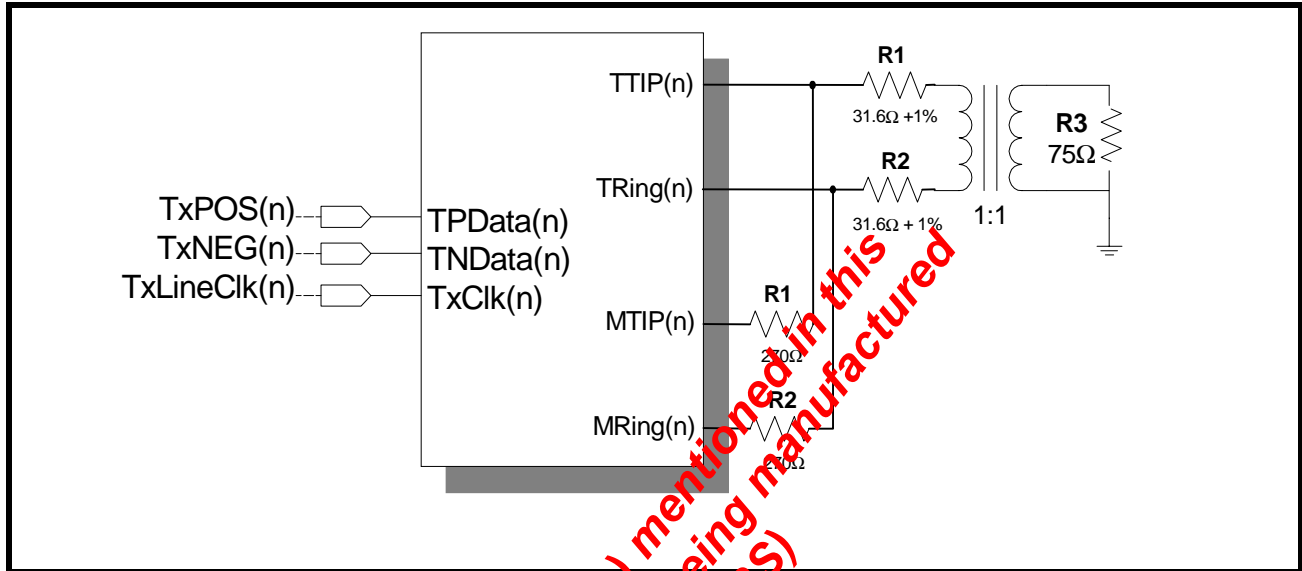 R1
TTIP(n)
31.6Ω +1%
R3
75Ω
R2
TRing(n)
TxPOS(n)
TPData(n)
31.6Ω + 1%
1:1
TxNEG(n)
TNData(n)
TxLineClk(n)
TxClk(n)
R1
MTIP(n)
270Ω
R2
MRing(n)
270Ω
) mentioned in this
eing manufactured
S)